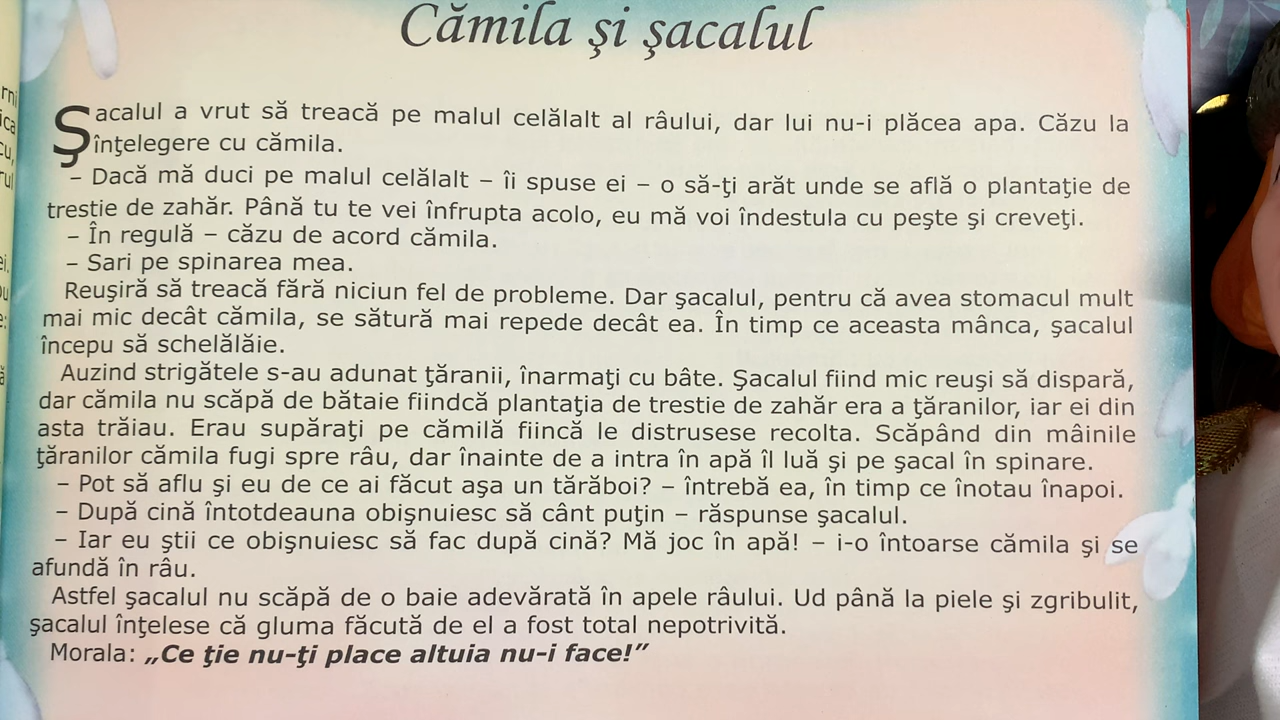 Cămila şi şacalul
Şacalul a vrut să treacă pe malul celălalt al râului, dar lui nu-i plăcea apa. Căzu la
înţelegere cu cămila.
– Dacă mă duci pe malul celălalt – îi spuse ei – o să-ţi arăt unde se află o plantaţie de
trestie de zahăr. Până tu te vei înfrupta acolo, eu mă voi îndestula cu peşte şi creveţi.
– În regulă – căzu de acord cămila.
– Sari pe spinarea mea.
Reuşiră să treacă fără niciun fel de probleme. Dar şacalul, pentru că avea stomacul mult
mai mic decât cămila, se sătură mai repede decât ea. În timp ce aceasta mânca, şacalul
începu să schelălăie.
Auzind strigătele s-au adunat ţăranii, înarmaţi cu bâte. Şacalul fiind mic reuşi să dispară,
dar cămila nu scăpă de bătaie fiindcă plantaţia de trestie de zahăr era a ţăranilor, iar ei din
asta trăiau. Erau supăraţi pe cămilă fiincă le distrusese recolta. Scăpând din mâinile
ţăranilor cămila fugi spre râu, dar înainte de a intra în apă îl luă şi pe şacal în spinare.
– Pot să aflu şi eu de ce ai făcut aşa un tărăboi? – întrebă ea, în timp ce înotau înapoi.
– După cină întotdeauna obişnuiesc să cânt puţin – răspunse şacalul.
– Iar eu ştii ce obişnuiesc să fac după cină? Mă joc în apă! – i-o întoarse cămila şi se
afundă în râu.
Astfel şacalul nu scăpă de o baie adevărată în apele râului. Ud până la piele şi zgribulit,
şacalul înţelese că gluma făcută de el a fost total nepotrivită.
Morala: „Ce ţie nu-ţi place altuia nu-i face!”